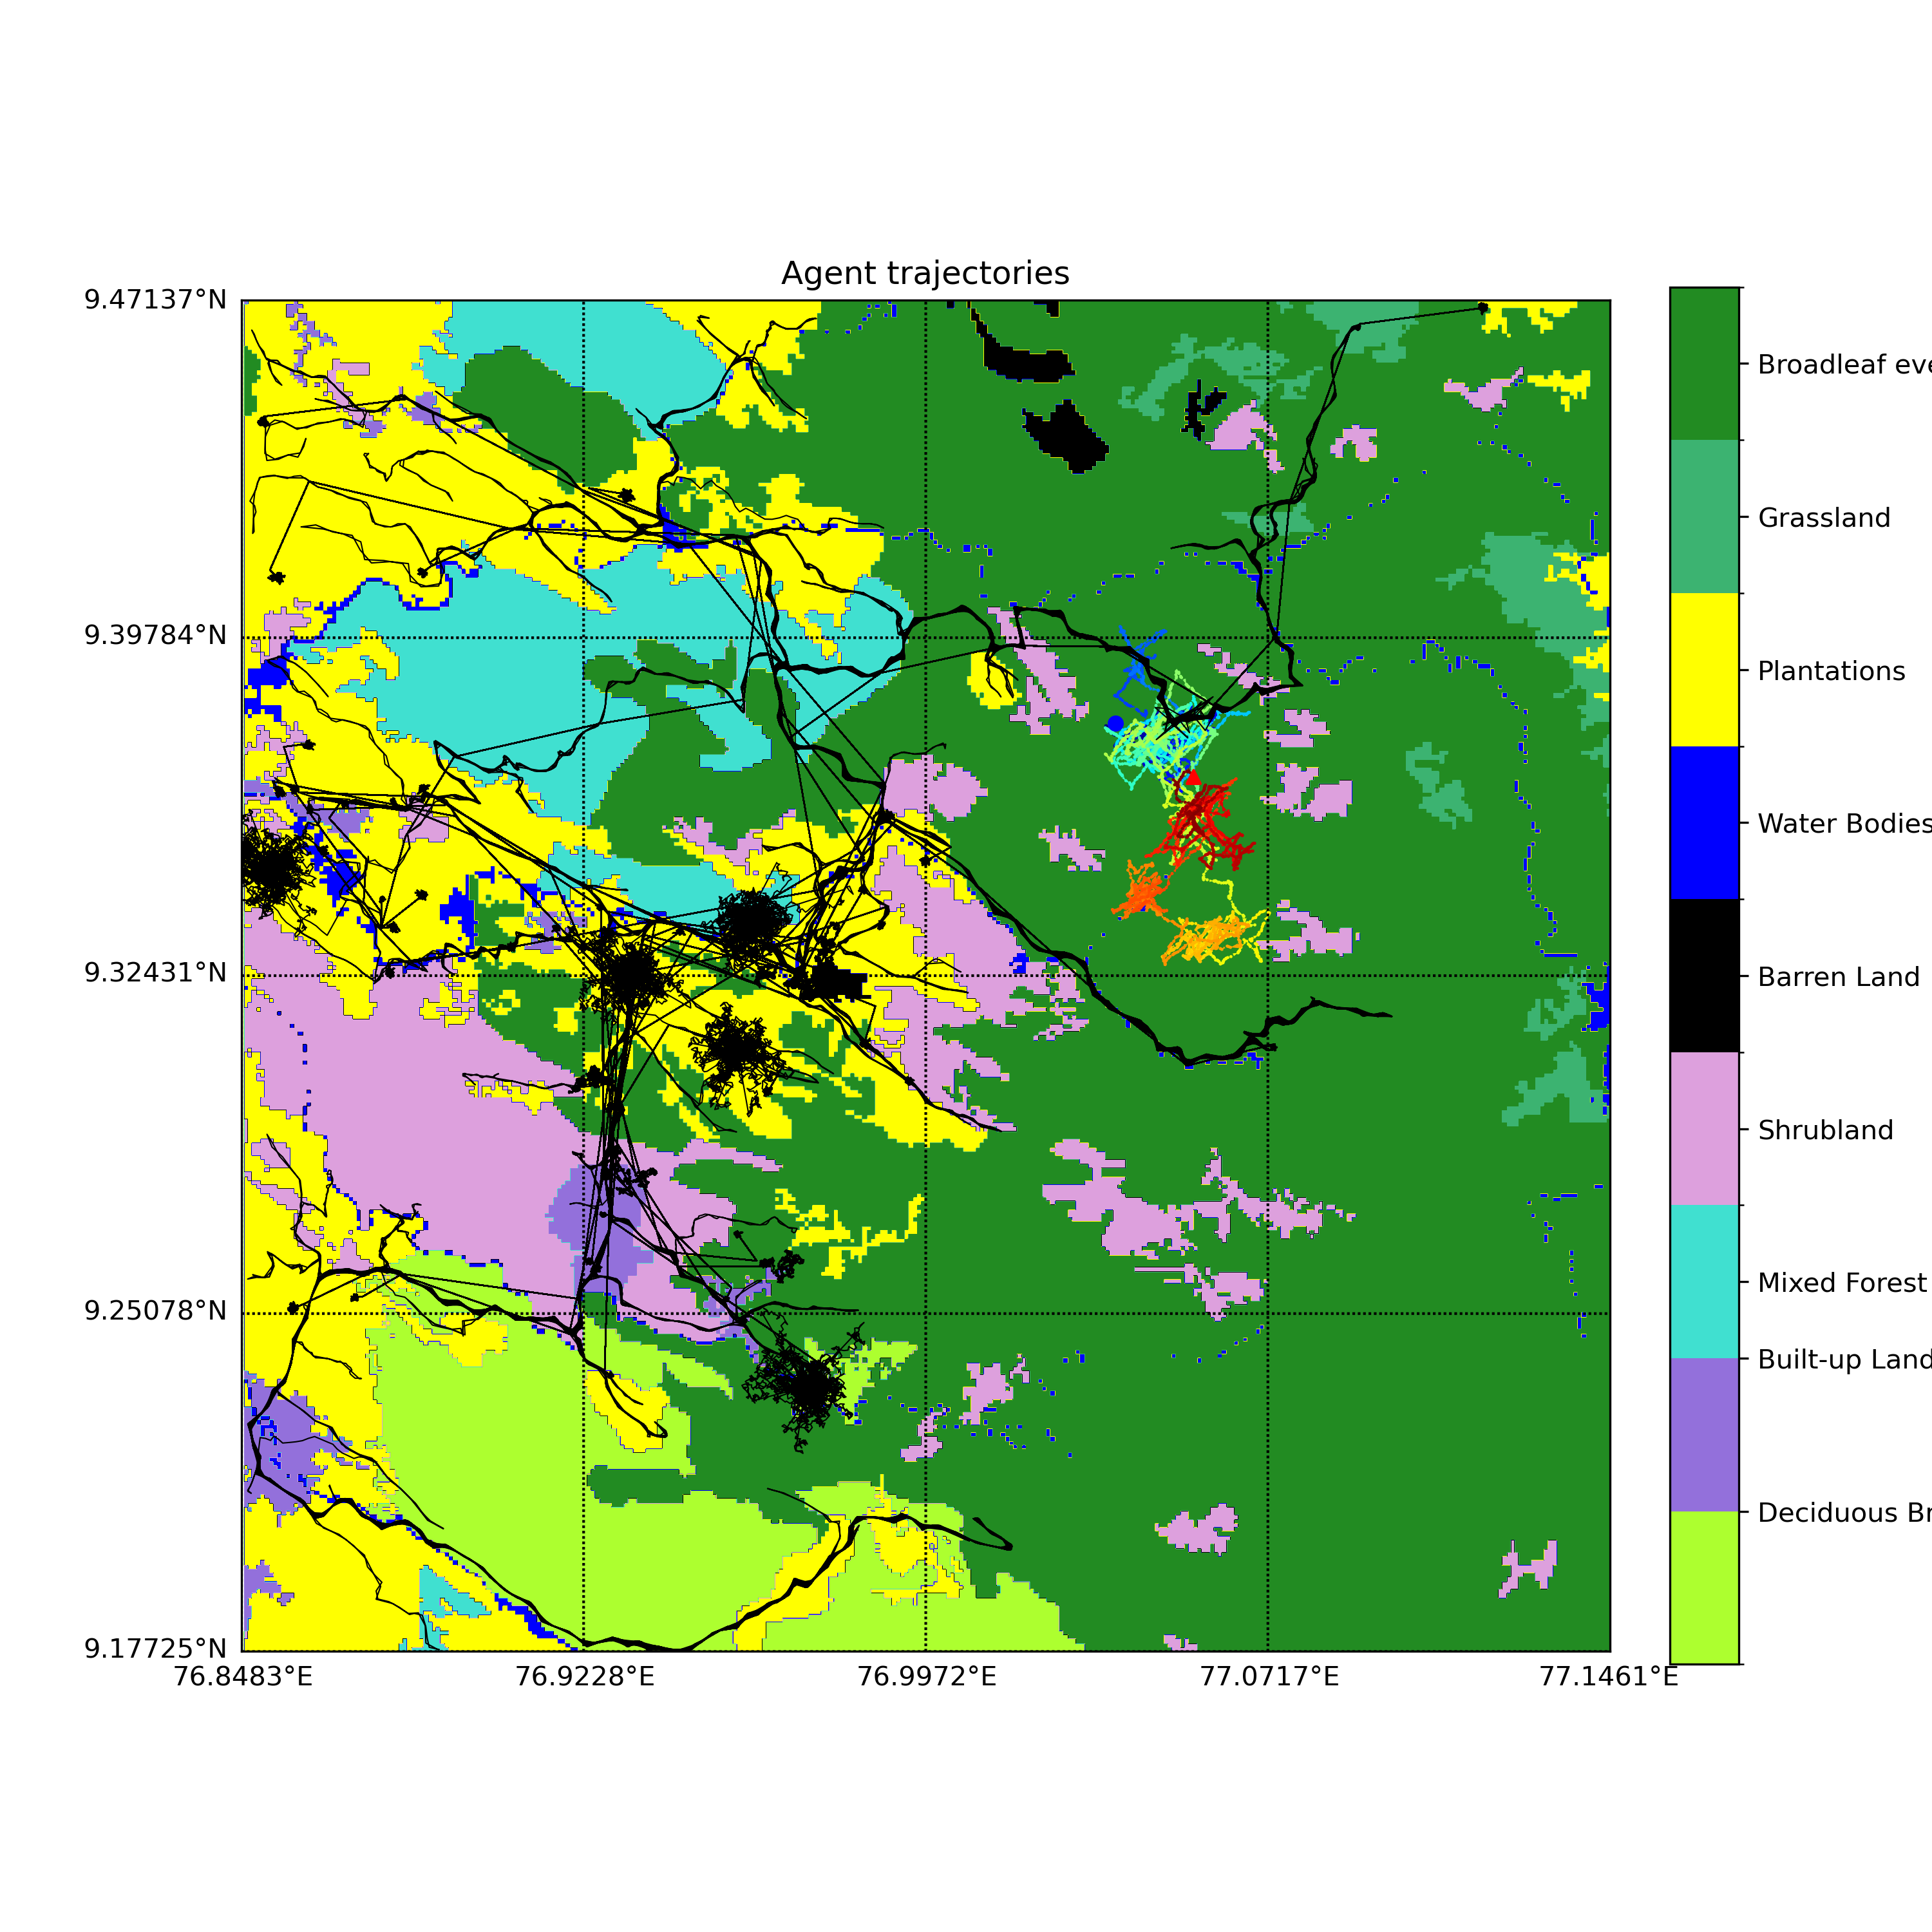 Agent trajectories
9.47137°N
9.39784°N
9.32431°N
9.25078°N
9.17725°N
76.8483°E
76.9228°E
76.9972°E
77.0717°E
77.1461°E
Broadleaf eve
Grassland
Plantations
Water Bodies
Barren Land
Shrubland
Mixed Forest
Built-up Land
Deciduous Br